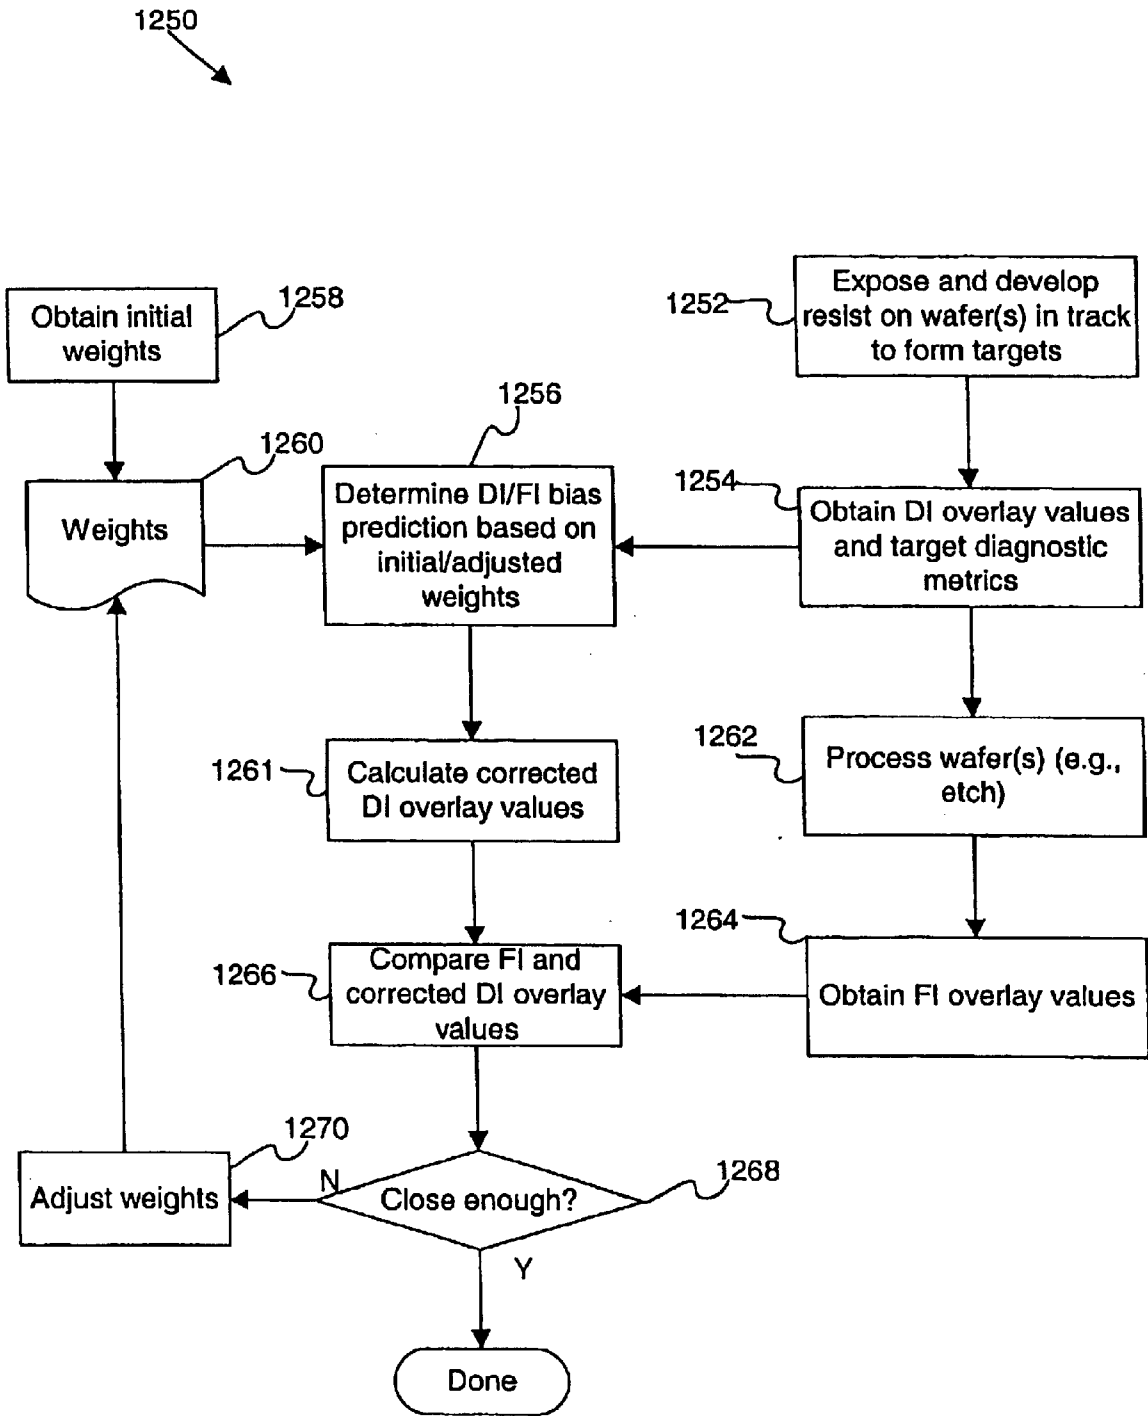 1250
Obtain initial
weights
1258
1252
Expose and develop
resist on wafer(s) in track
to form targets
1260
Weights
1256
Determine DI/FI bias
prediction based on
initial/adjusted
weights
1254
Obtain DI overlay values
and target diagnostic
metrics
1261
Calculate corrected
DI overlay values
1262
Process wafer(s) (e.g.,
etch)
1266
Compare FI and
corrected DI overlay
values
1264
Obtain FI overlay values
1270
Adjust weights
N
Close enough?
1268
Y
Done